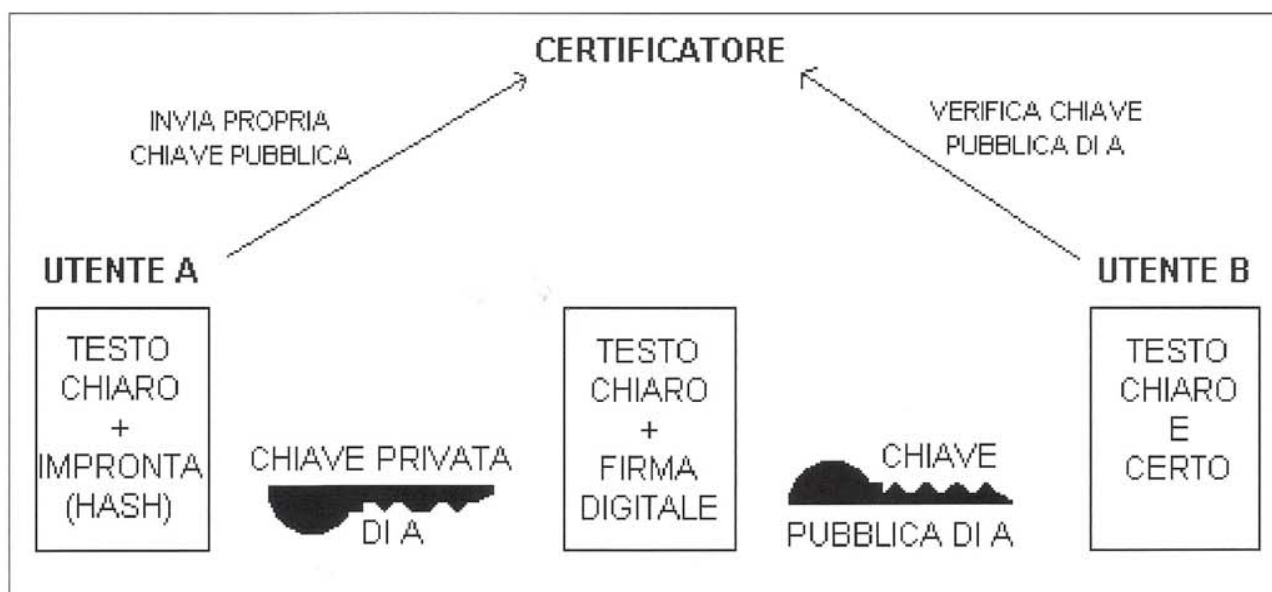 CERTIFICATORE
INVIA PROPRIA
CHIAVE PUBBLICA
VERIFICA CHIAVE
PUBBLICA DI A
UTENTE A
UTENTE B
TESTO
CHIARO
+
IMPRONTA
(HASH)
CHIAVE PRIVATA
DI A
TESTO
CHIARO
+
FIRMA
DIGITALE
CHIAVE
PUBBLICA DI A
TESTO
CHIARO
E
CERTO